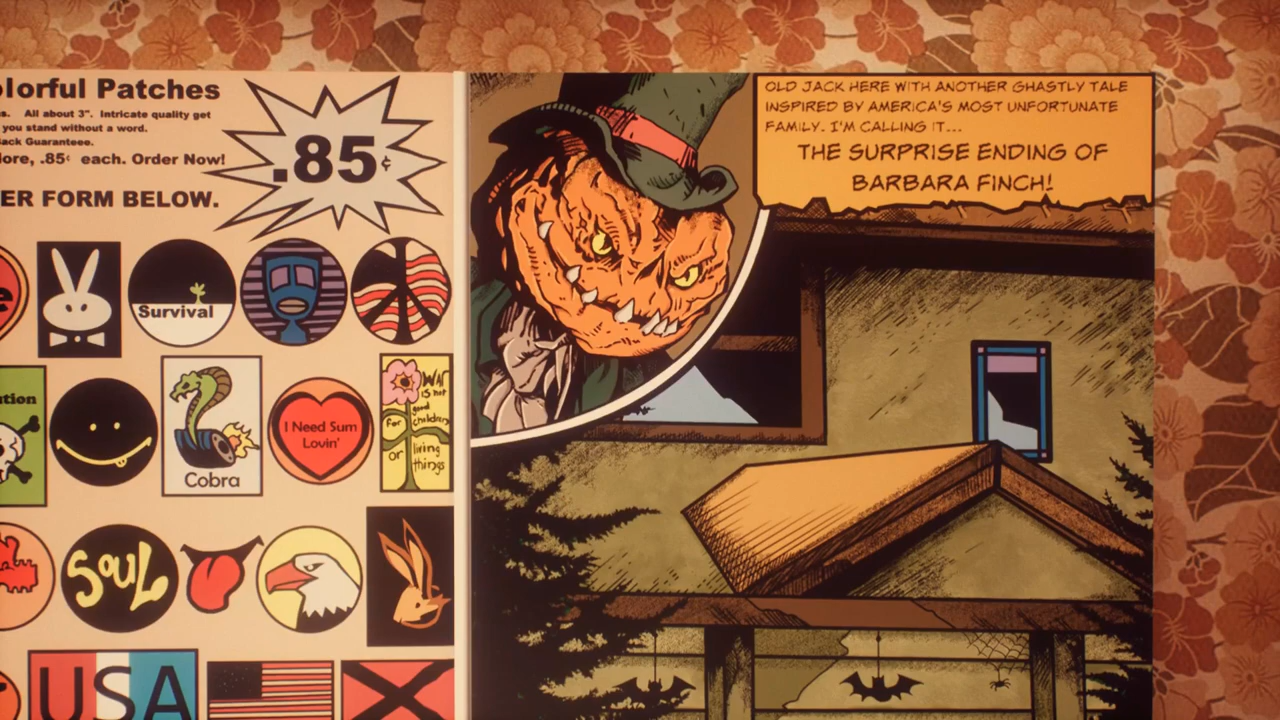 olorful Patches
s. All about 3". Intricate quality get
you stand without a word.
Back Guaranteee.
ore, .85¢ each. Order Now!
ER FORM BELOW.
.85¢
Survival
tion
Cobra
I Need Sum
Lovin'
WAR
is not
good
for children
or living
things
SOUL
USA
OLD JACK HERE WITH ANOTHER GHASTLY TALE
INSPIRED BY AMERICA'S MOST UNFORTUNATE
FAMILY. I'M CALLING IT...
THE SURPRISE ENDING OF
BARBARA FINCH!